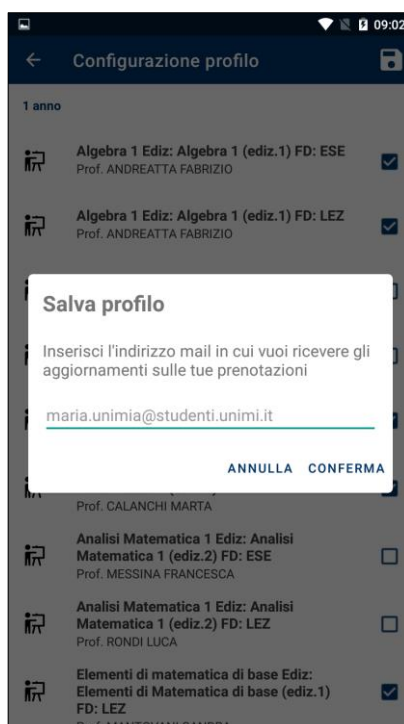 09:02
Configurazione profilo
1 anno
Algebra 1 Ediz: Algebra 1 (ediz.1) FD: ESE
Prof. ANDREATTA FABRIZIO
Algebra 1 Ediz: Algebra 1 (ediz.1) FD: LEZ
Prof. ANDREATTA FABRIZIO
Salva profilo
Inserisci l'indirizzo mail in cui vuoi ricevere gli
aggiornamenti sulle tue prenotazioni
maria.unimia@studenti.unimi.it
ANNULLA CONFERMA
Prof. CALANCHI MARTA
Analisi Matematica 1 Ediz: Analisi
Matematica 1 (ediz.2) FD: ESE
Prof. MESSINA FRANCESCA
Analisi Matematica 1 Ediz: Analisi
Matematica 1 (ediz.2) FD: LEZ
Prof. RONDI LUCA
Elementi di matematica di base Ediz:
Elementi di Matematica di base (ediz.1)
FD: LEZ